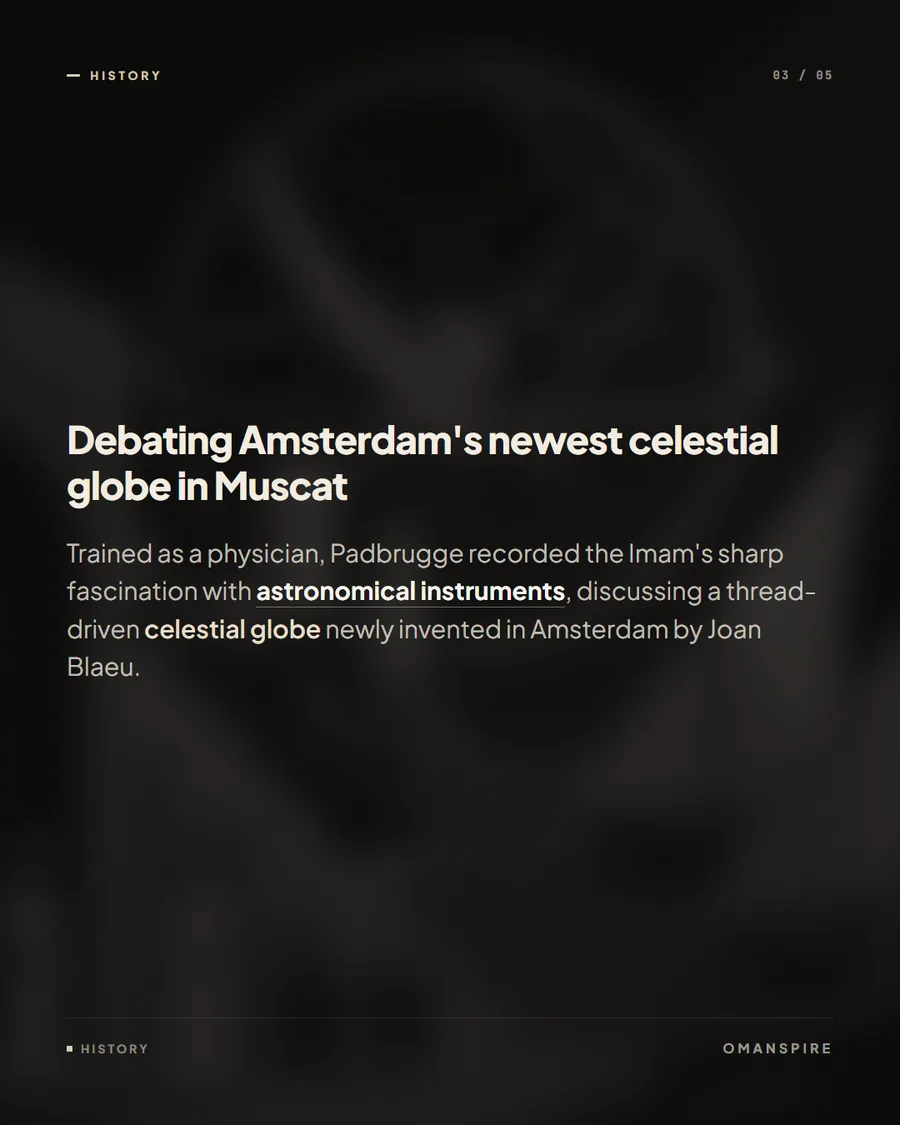 — HISTORY
03 / 05
Debating Amsterdam's newest celestial
globe in Muscat
Trained as a physician, Padbrugge recorded the Imam's sharp
fascination with astronomical instruments, discussing a thread-
driven celestial globe newly invented in Amsterdam by Joan
Blaeu.
HISTORY
OMANSPIRE